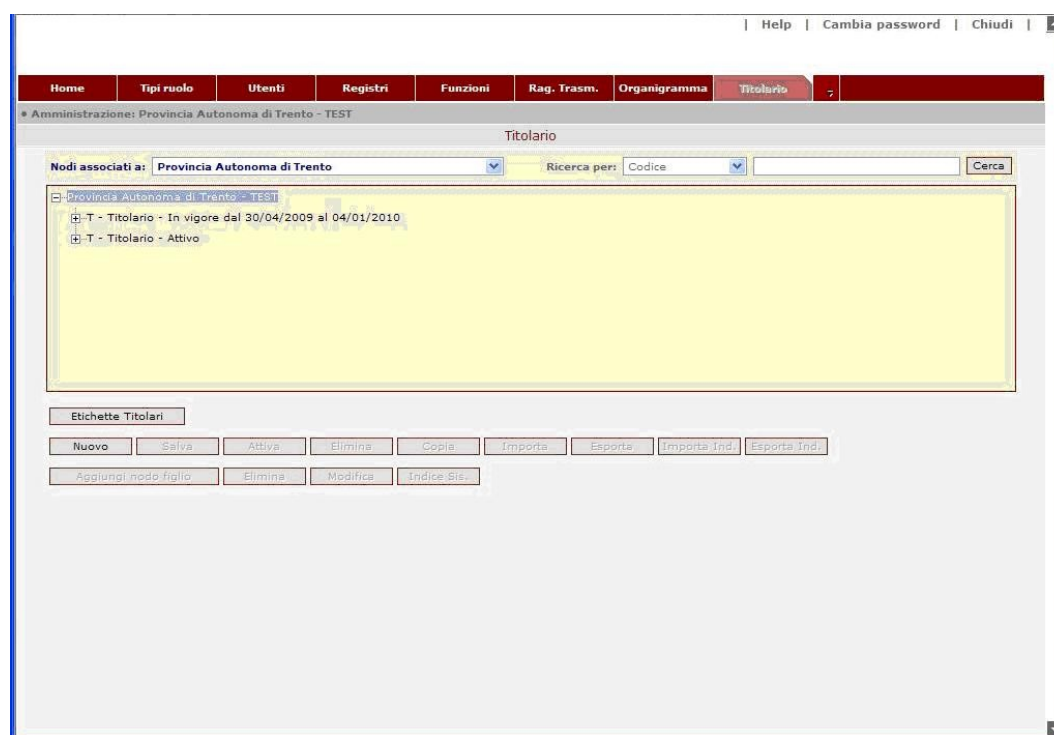 | Help | Cambia password | Chiudi |
Home Tipi ruolo Utenti Registri Funzioni Rag. Trasm. Organigramma Titolario
• Amministrazione: Provincia Autonoma di Trento - TEST
Titolario
Nodi associati a: Provincia Autonoma di Trento Ricerca per: Codice Cerca
Provincia Autonoma di Trento - TEST
T - Titolario - In vigore dal 30/04/2009 al 04/01/2010
T - Titolario - Attivo
Etichette Titolari
Nuovo Salva Attiva Elimina Copia Importa Esporta Importa Ind. Esporta Ind.
Aggiungi nodo figlio Elimina Modifica Indice Sis.